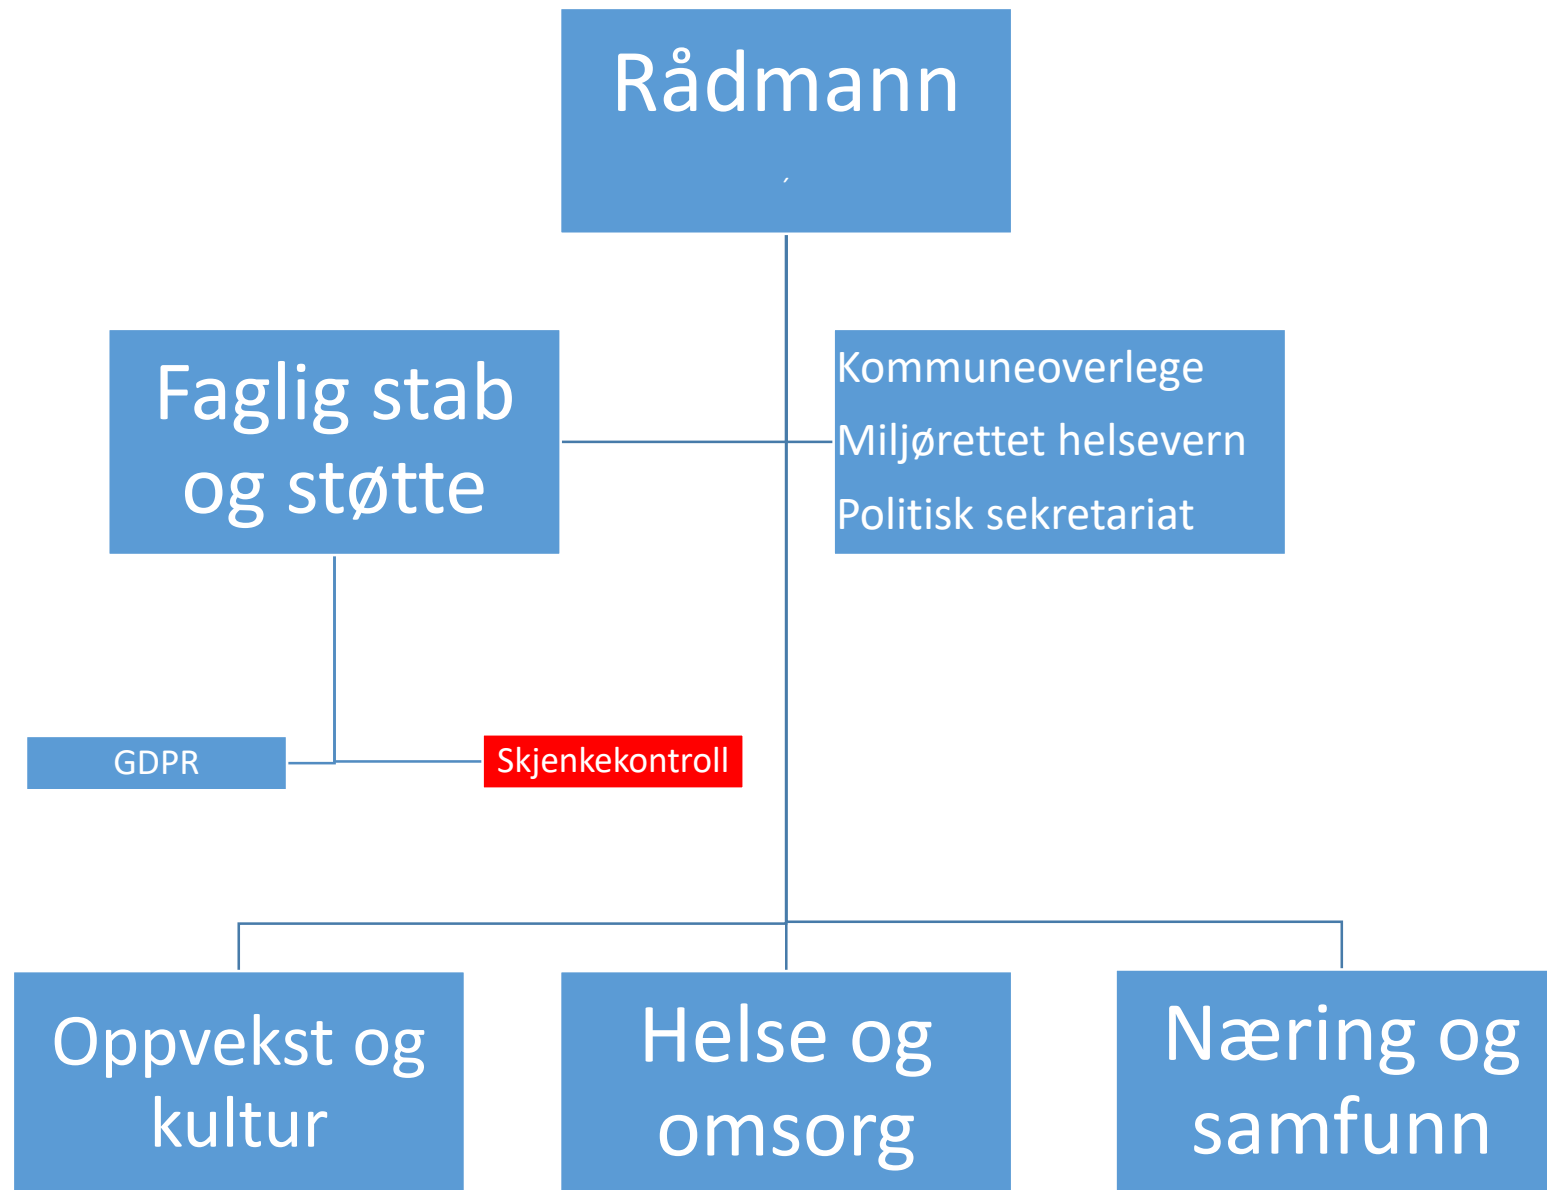 Rådmann
´
Faglig stab
og støtte
Kommuneoverlege
Miljørettet helsevern
Politisk sekretariat
GDPR
Skjenkekontroll
Oppvekst og
kultur
Helse og
omsorg
Næring og
samfunn